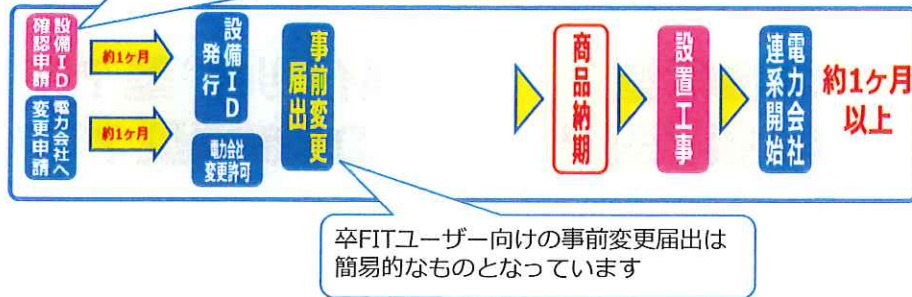 設備ID
確認申請
約1ヶ月
設備ID
発行
事前変更
届出
商品納期
設置工事
電力会社
連系開始
約1ヶ月
以上
電力会社へ
変更申請
約1ヶ月
電力会社
変更許可
卒FITユーザー向けの事前変更届出は
簡易的なものとなっています